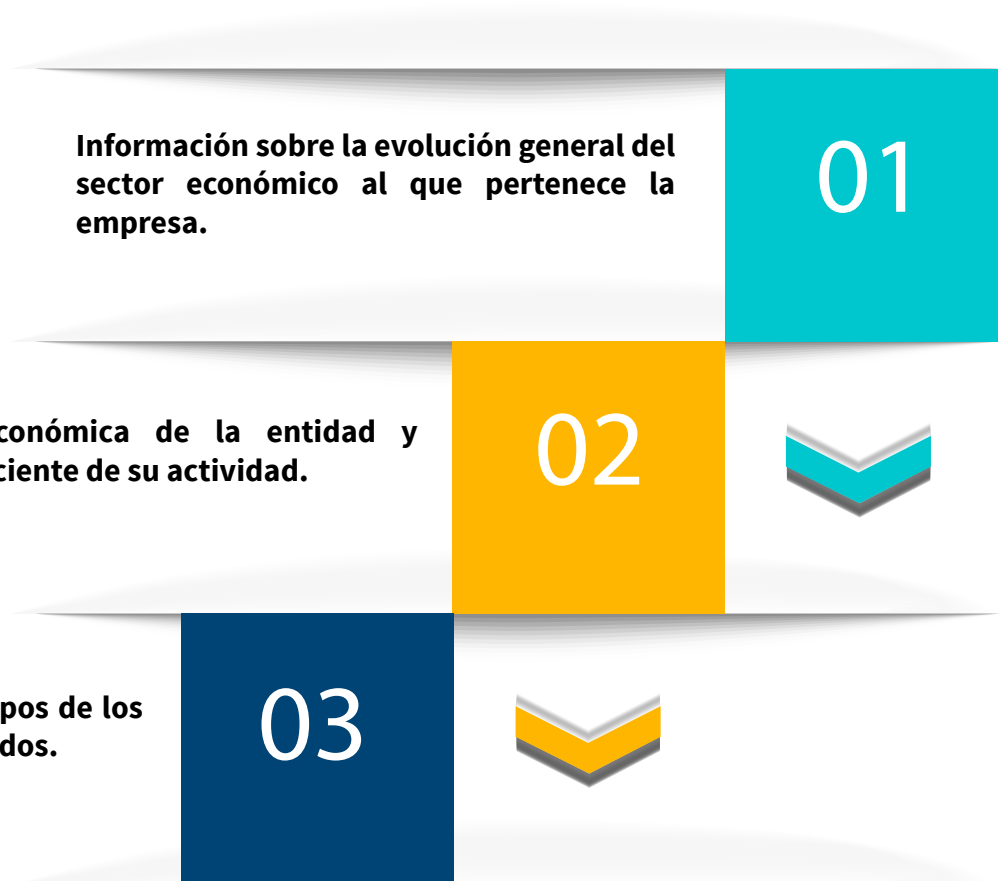 Información sobre la evolución general del
sector económico al que pertenece la
empresa.
01
conómica de la entidad y
ciente de su actividad.
02
pos de los
dos.
03